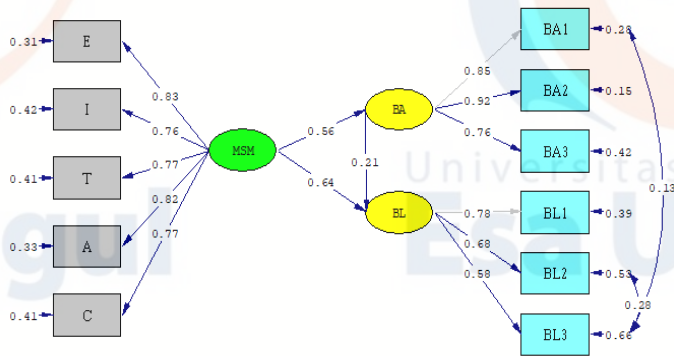 0.31
E
0.42
I
0.41
T
0.33
A
0.41
C
0.83
0.76
0.77
0.82
0.77
MSM
0.56
0.64
BA
0.21
BL
0.85
0.92
0.76
0.78
0.68
0.58
BA1
0.28
BA2
0.15
BA3
0.42
BL1
0.39
BL2
0.53
BL3
0.66
0.13
0.28
Universitas
Esa U
gul